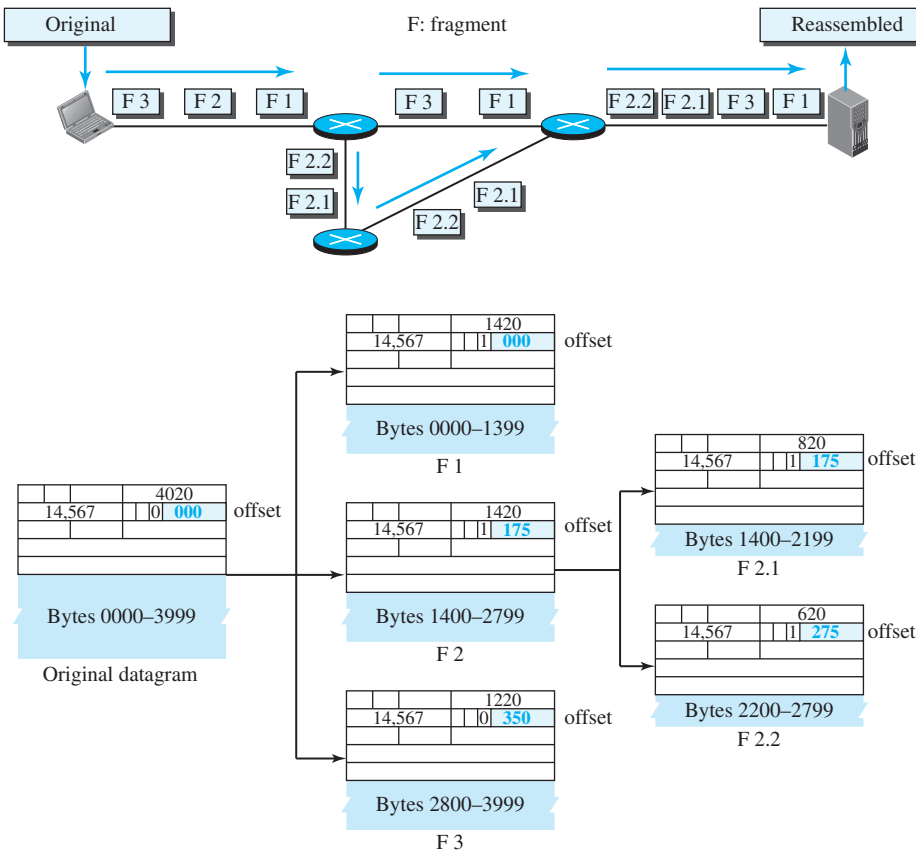 Original
F: fragment
Reassembled
F 3 F 2 F 1
F 3 F 1
F 2.2 F 2.1 F 3 F 1
F 2.2
F 2.1
F 2.1
F 2.2
1420
14,567 1 000 offset
Bytes 0000–1399
F 1
820
14,567 1 175 offset
Bytes 1400–2199
F 2.1
4020
14,567 0 000 offset
Bytes 0000–3999
Original datagram
1420
14,567 1 175 offset
Bytes 1400–2799
F 2
620
14,567 1 275 offset
Bytes 2200–2799
F 2.2
1220
14,567 0 350 offset
Bytes 2800–3999
F 3